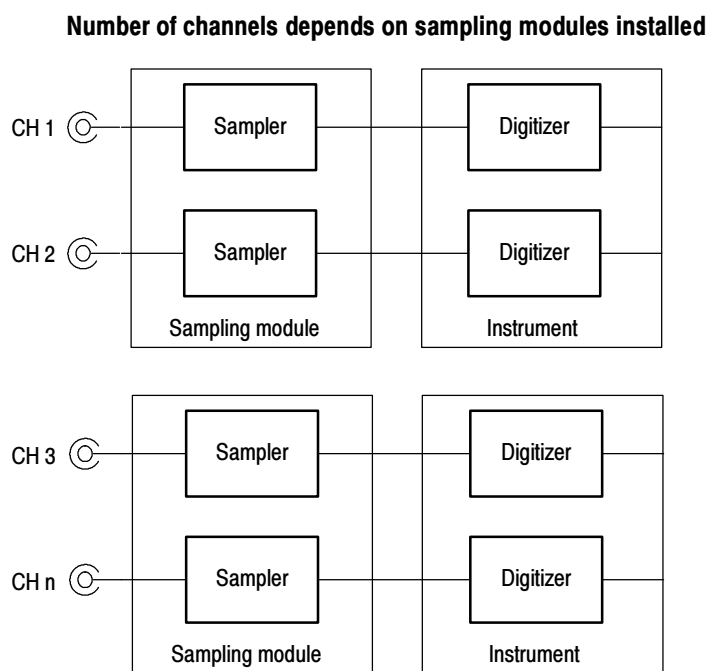 Number of channels depends on sampling modules installed
CH 1 Sampler Digitizer
CH 2 Sampler Digitizer
Sampling module Instrument
CH 3 Sampler Digitizer
CH n Sampler Digitizer
Sampling module Instrument